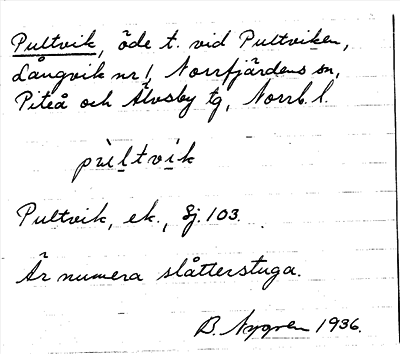 Pultvik, öde t. vid Pultviken,
Långvik nr 1, Norrfjärdens sn,
Piteå och Älvsby tg, Norrb. l.
Pultvik, ek., Sj. 103.
Är numera slåtterstuga.
B. Nygren 1936.